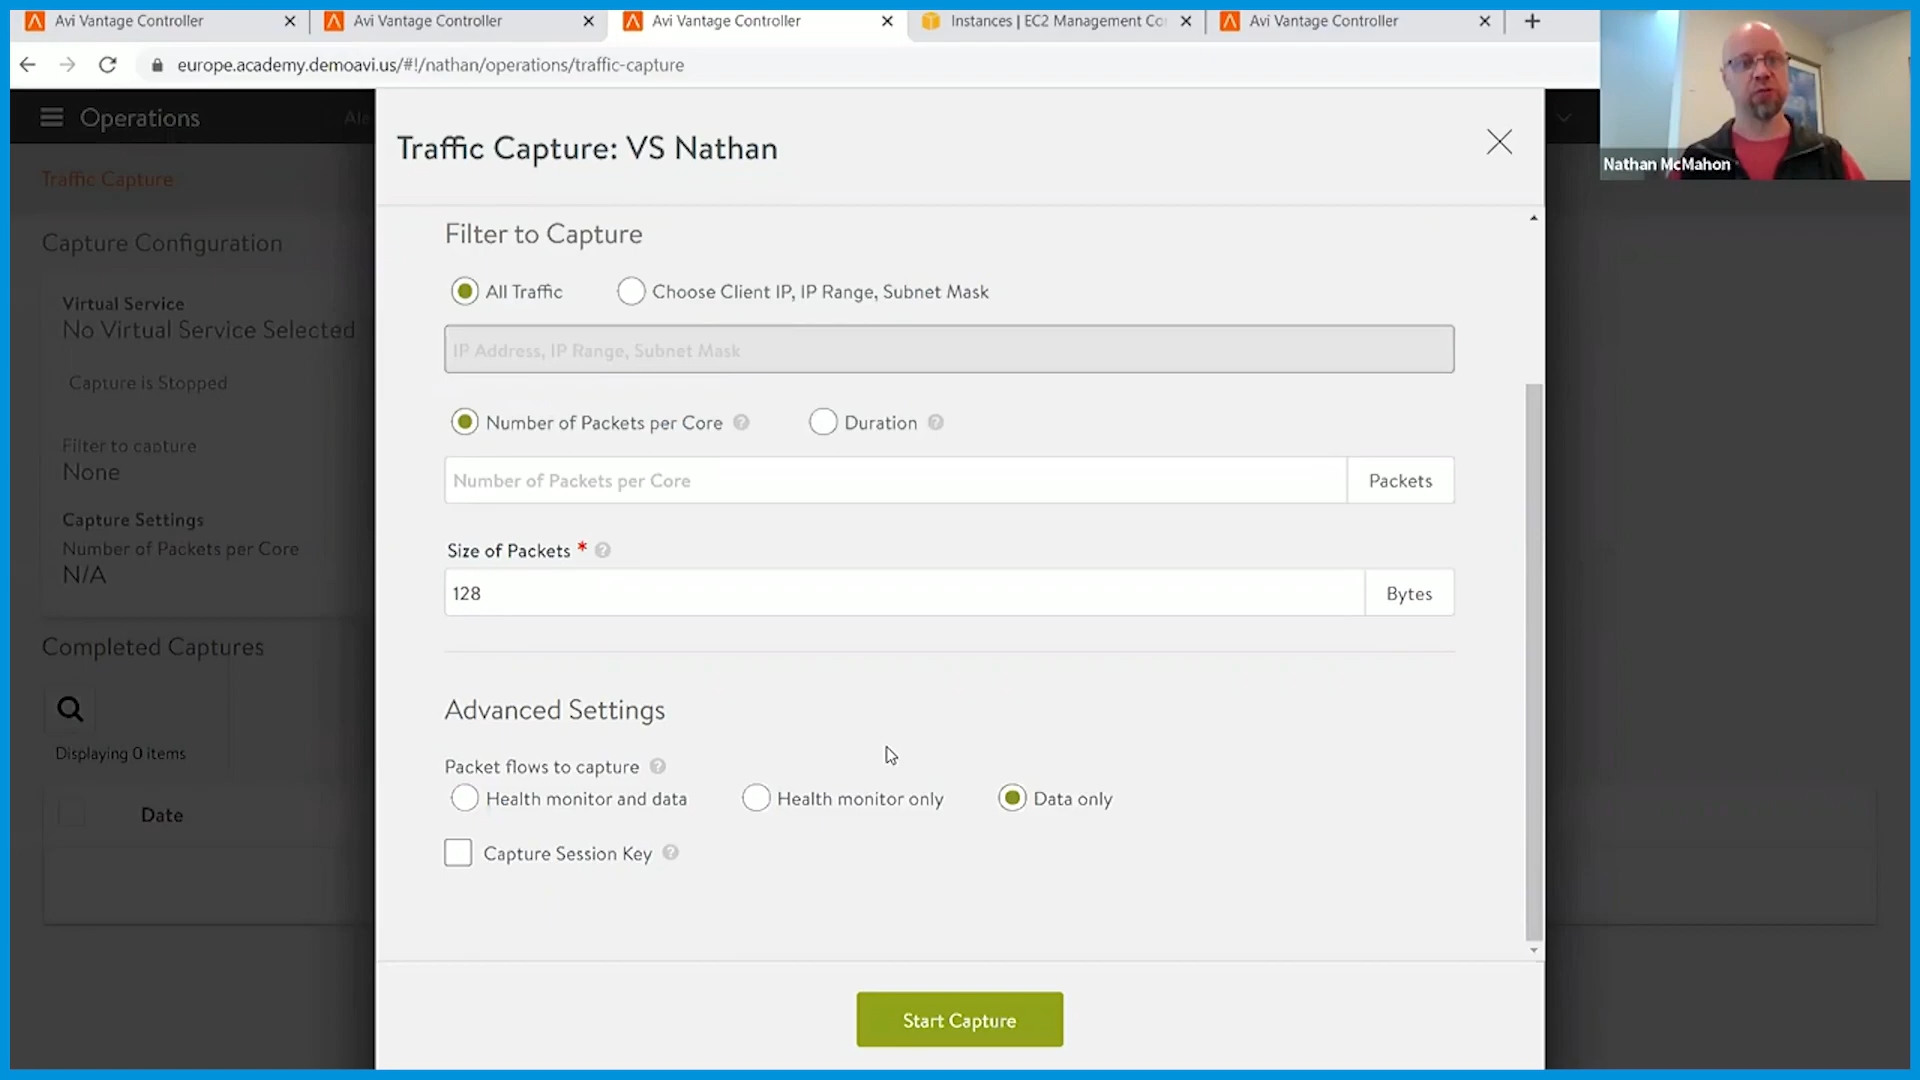 Avi Vantage Controller
Avi Vantage Controller
Avi Vantage Controller
Instances | EC2 Management Co
Avi Vantage Controller
europe.academy.demoavi.us/#!/nathan/operations/traffic-capture
Nathan McMahon
Operations
Ale
Traffic Capture
Capture Configuration
Virtual Service
No Virtual Service Selected
Capture is Stopped
Filter to capture
None
Capture Settings
Number of Packets per Core
N/A
Completed Captures
Displaying 0 items
Date
Traffic Capture: VS Nathan
Filter to Capture
All Traffic
Choose Client IP, IP Range, Subnet Mask
IP Address, IP Range, Subnet Mask
Number of Packets per Core ?
Duration ?
Number of Packets per Core
Packets
Size of Packets * ?
128
Bytes
Advanced Settings
Packet flows to capture ?
Health monitor and data
Health monitor only
Data only
Capture Session Key ?
Start Capture